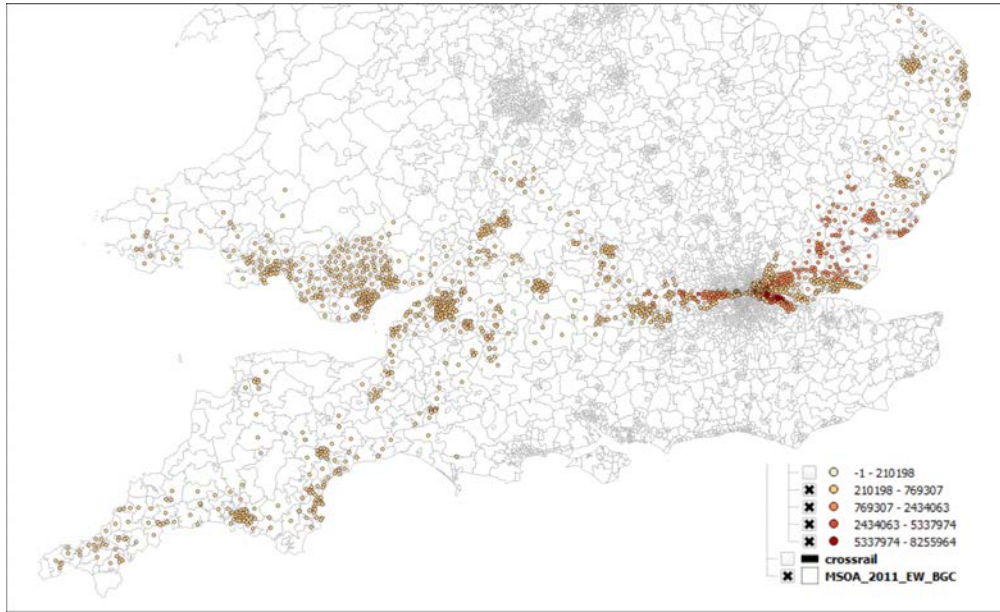 -1 - 210198
210198 - 769307
769307 - 2434063
2434063 - 5337974
5337974 - 8255964
crossrail
MSOA_2011_EW_BGC